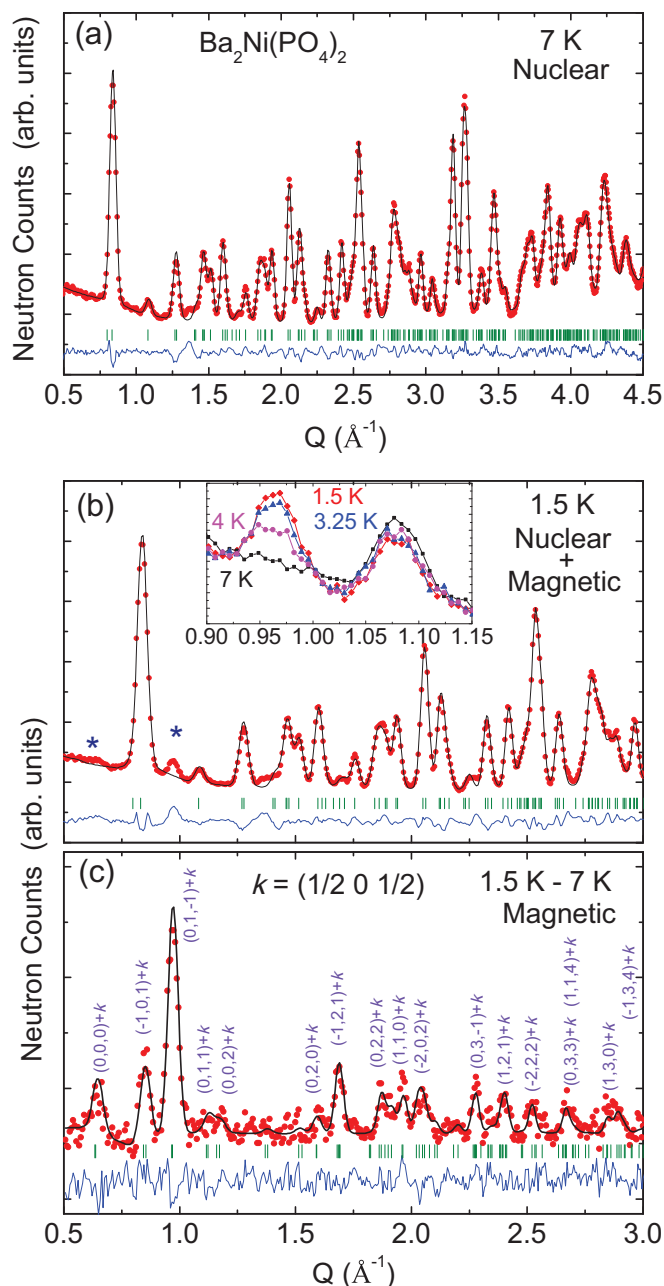 (a)
Ba₂Ni(PO₄)₂
7 K
Nuclear
Neutron Counts (arb. units)
0.5 1.0 1.5 2.0 2.5 3.0 3.5 4.0 4.5
Q (Å⁻¹)
(b)
1.5 K
Nuclear
+
Magnetic
1.5 K
4 K
3.25 K
7 K
0.90 0.95 1.00 1.05 1.10 1.15
*
*
Neutron Counts (arb. units)
(c)
k = (1/2 0 1/2)
1.5 K - 7 K
Magnetic
(0,0,0)+k
(-1,0,1)+k
(0,1,-1)+k
(0,1,1)+k
(0,0,2)+k
(0,2,0)+k
(-1,2,1)+k
(0,2,2)+k
(1,1,0)+k
(-2,0,2)+k
(0,3,-1)+k
(1,2,1)+k
(-2,2,2)+k
(0,3,3)+k
(1,1,4)+k
(1,3,0)+k
(-1,3,4)+k
0.5 1.0 1.5 2.0 2.5 3.0
Q (Å⁻¹)